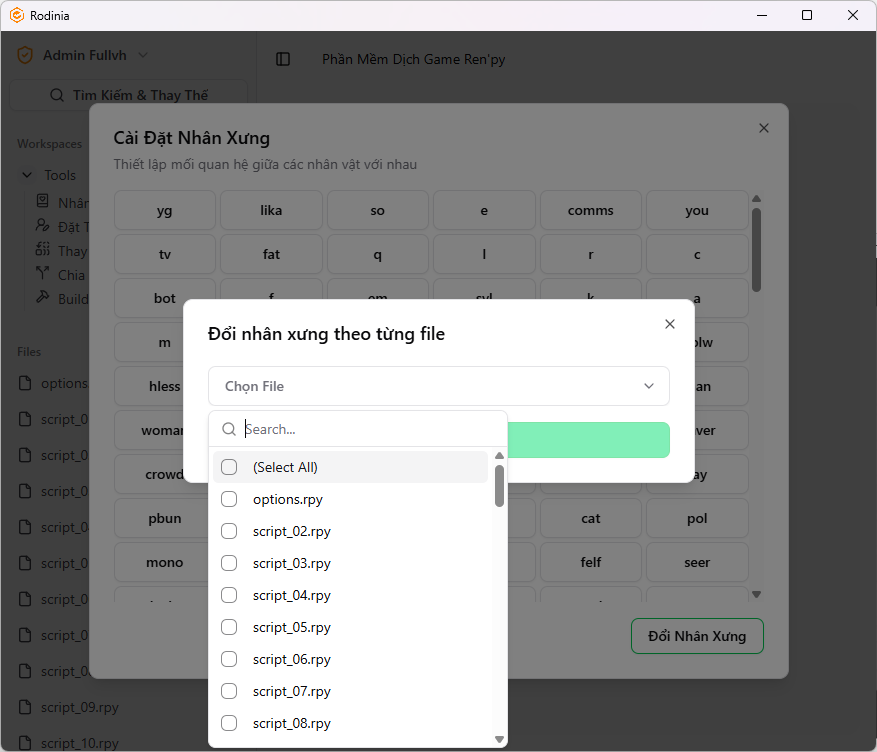 Rodinia
Admin Fullvh
Phần Mềm Dịch Game Ren'py
Tìm Kiếm & Thay Thế
Workspaces
Tools
Nhân
Đặt T
Thay
Chia
Build
Files
options
script_0
script_0
script_0
script_0
script_0
script_0
script_0
script_0
script_0
script_09.rpy
script_10.rpy
Cài Đặt Nhân Xưng
Thiết lập mối quan hệ giữa các nhân vật với nhau
yg lika so e comms you
tv fat q l r c
bot f em syl k a
m
hless
woman
crowd
pbun cat pol
mono felf seer
Đổi Nhân Xưng
Đổi nhân xưng theo từng file
Chọn File
Search...
(Select All)
options.rpy
script_02.rpy
script_03.rpy
script_04.rpy
script_05.rpy
script_06.rpy
script_07.rpy
script_08.rpy